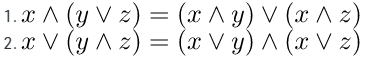 1. x ∧ (y ∨ z) = (x ∧ y) ∨ (x ∧ z)
2. x ∨ (y ∧ z) = (x ∨ y) ∧ (x ∨ z)